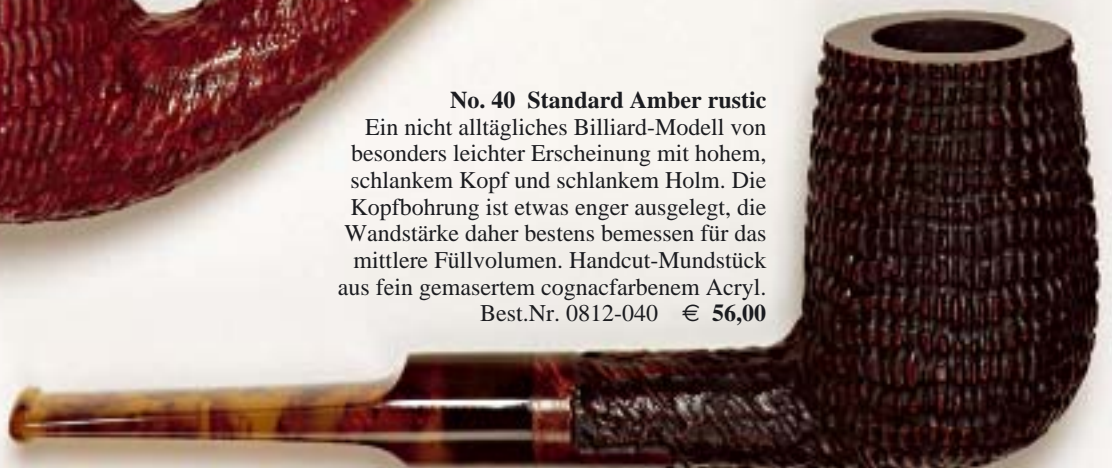 No. 40 Standard Amber rustic
Ein nicht alltägliches Billiard-Modell von
besonders leichter Erscheinung mit hohem,
schlankem Kopf und schlankem Holm. Die
Kopfbohrung ist etwas enger ausgelegt, die
Wandstärke daher bestens bemessen für das
mittlere Füllvolumen. Handcut-Mundstück
aus fein gemasertem cognacfarbenem Acryl.
Best.Nr. 0812-040 € 56,00